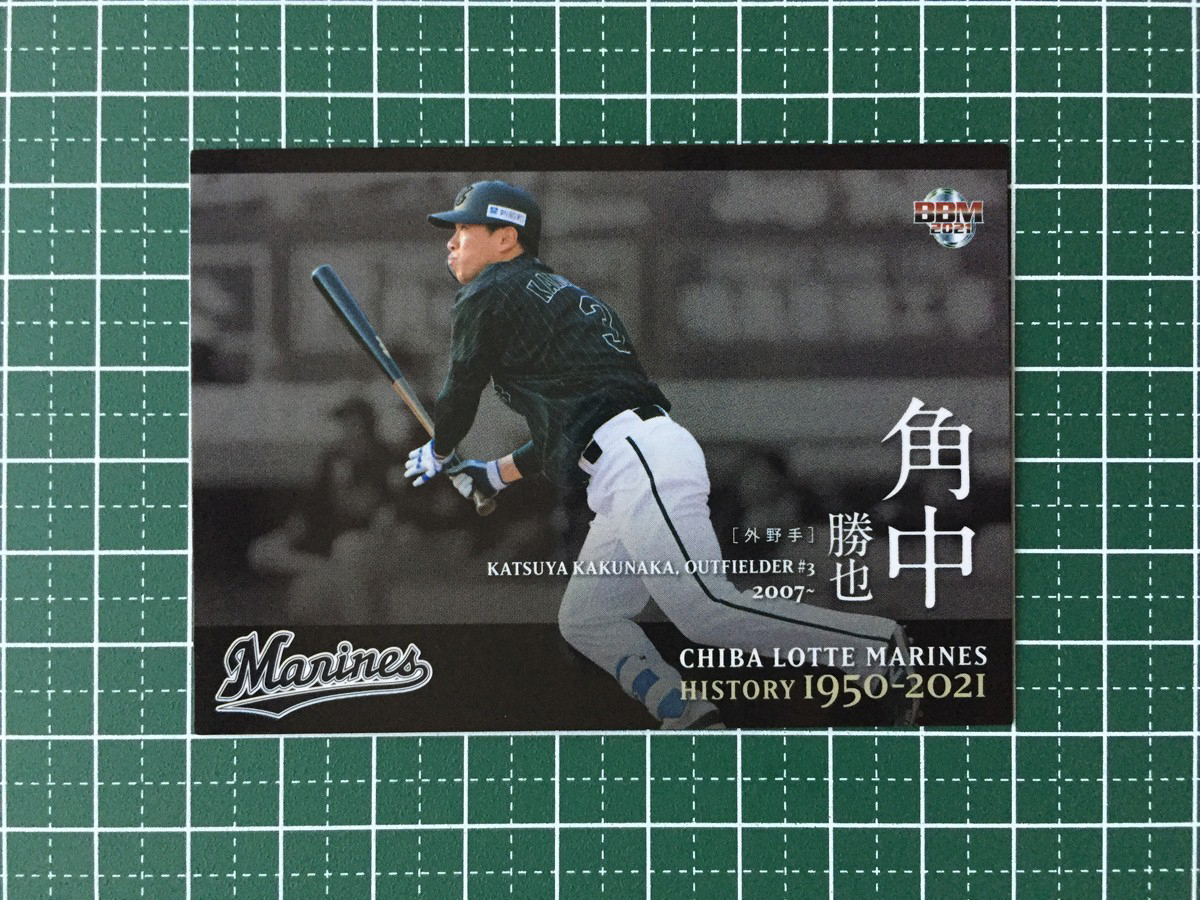 BBM
2021
3
角中
勝也
[外野手]
KATSUYA KAKUNAKA, OUTFIELDER #3
2007~
Marines
CHIBA LOTTE MARINES
HISTORY 1950-2021